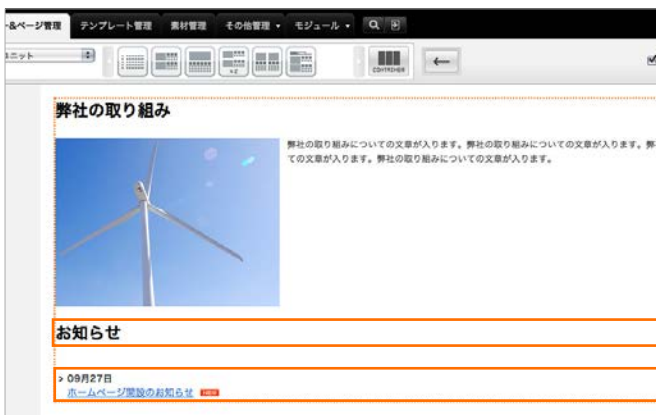 &ページ管理 テンプレート管理 素材管理 その他管理 ▾ モジュール ▾
ユニット
×2
CONTAINER
弊社の取り組み
弊社の取り組みについての文章が入ります。弊社の取り組みについての文章が入ります。弊
ての文章が入ります。弊社の取り組みについての文章が入ります。
お知らせ
> 09月27日
ホームページ開設のお知らせ NEW